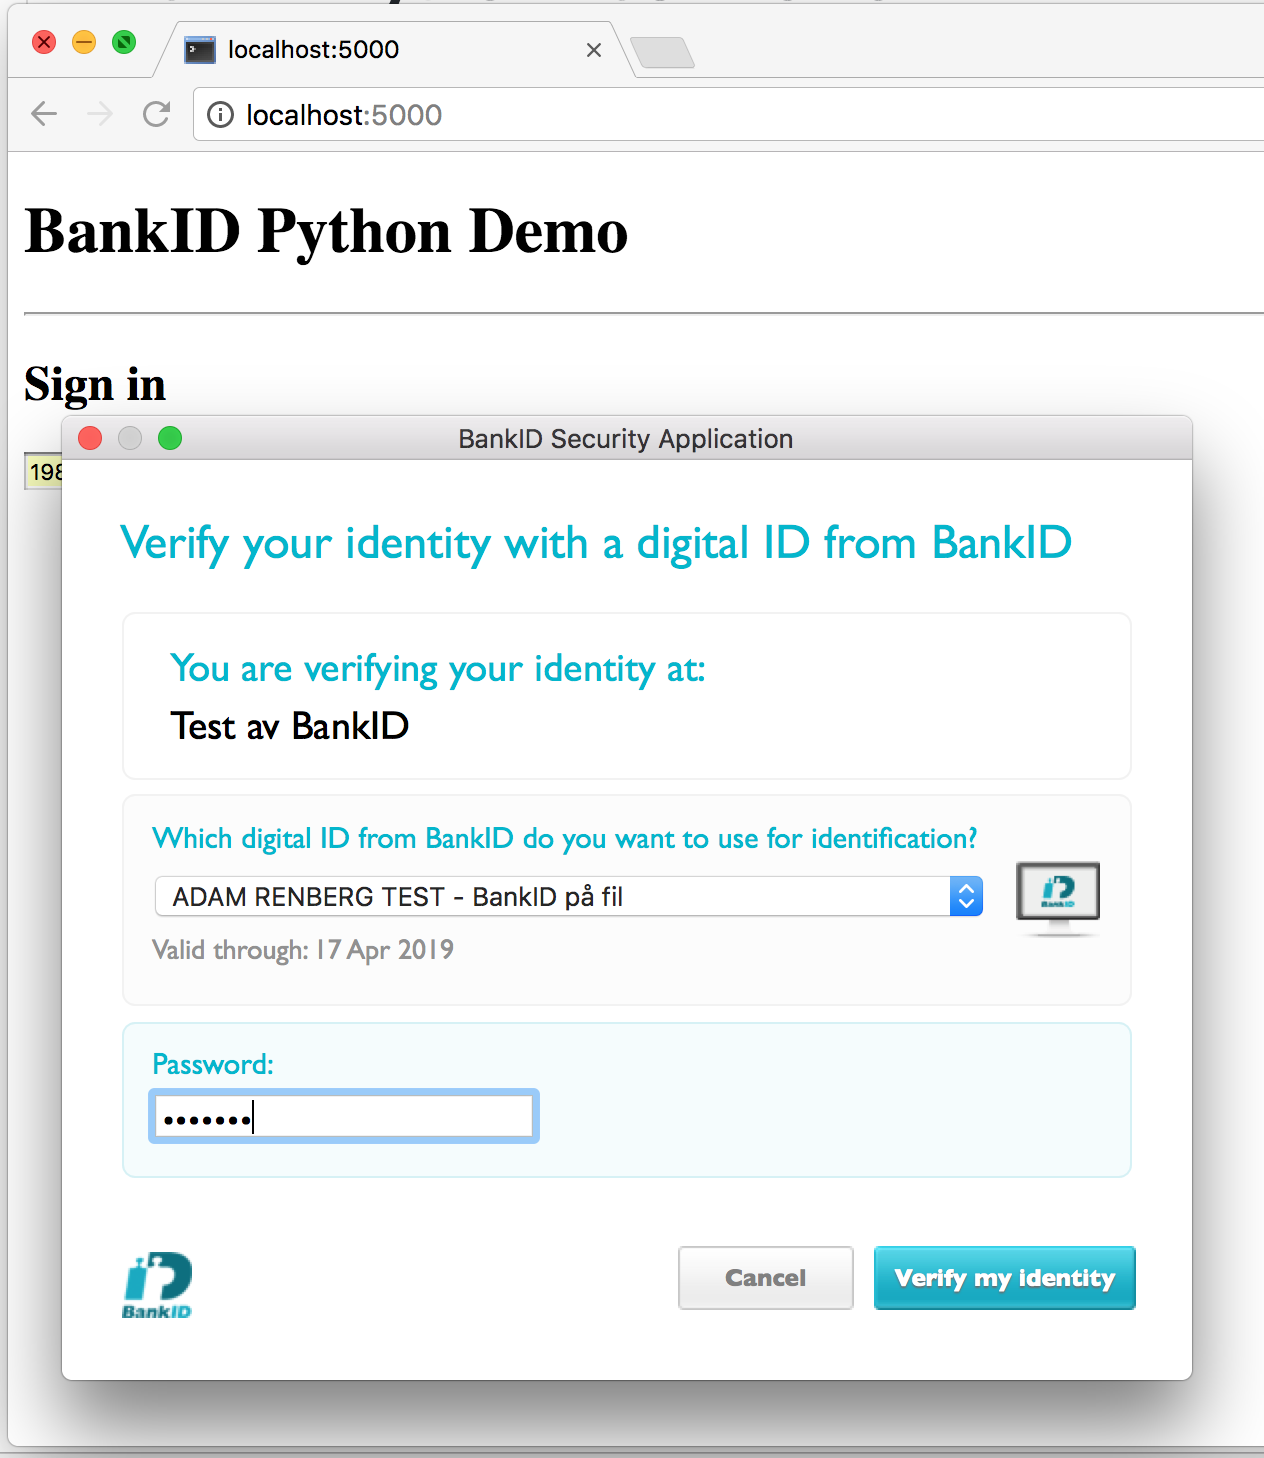 localhost:5000
localhost:5000
BankID Python Demo
Sign in
198
BankID Security Application
Verify your identity with a digital ID from BankID
You are verifying your identity at:
Test av BankID
Which digital ID from BankID do you want to use for identification?
ADAM RENBERG TEST - BankID på fil
BankID
Valid through: 17 Apr 2019
Password:
•••••••
BankID
Cancel
Verify my identity